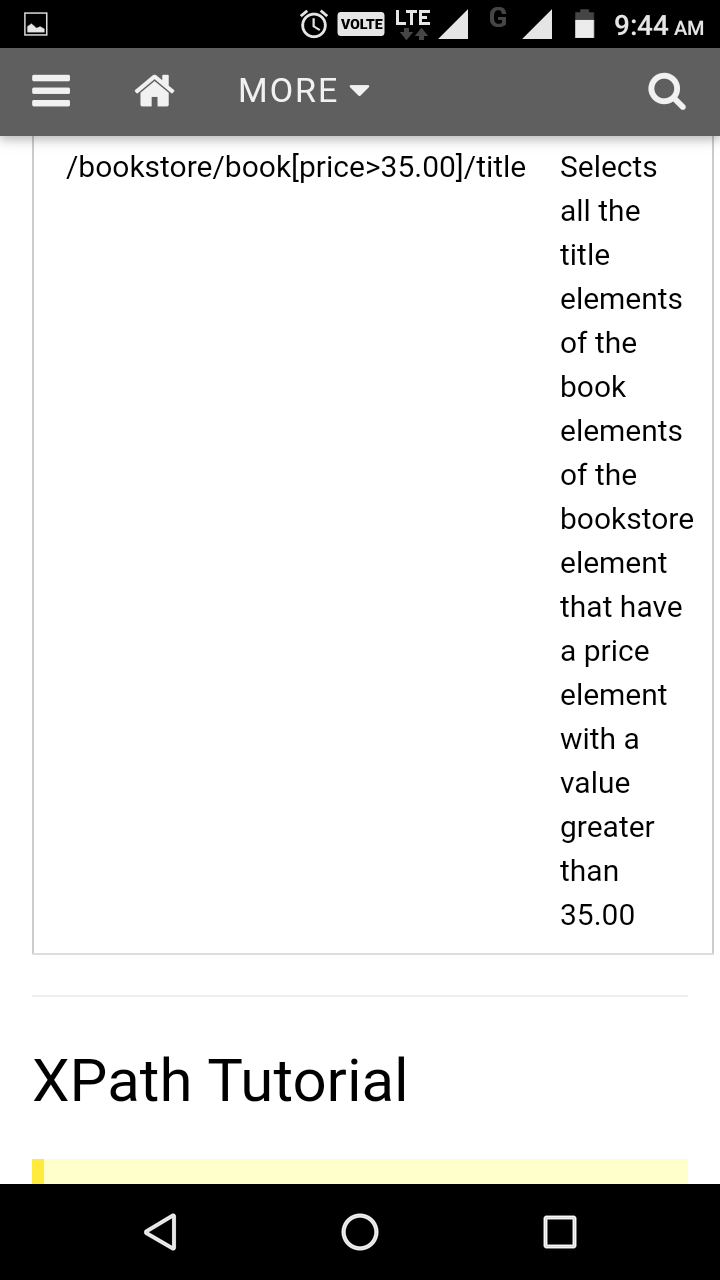 VOLTE LTE G 9:44 AM
MORE
/bookstore/book[price>35.00]/title Selects
all the
title
elements
of the
book
elements
of the
bookstore
element
that have
a price
element
with a
value
greater
than
35.00
XPath Tutorial